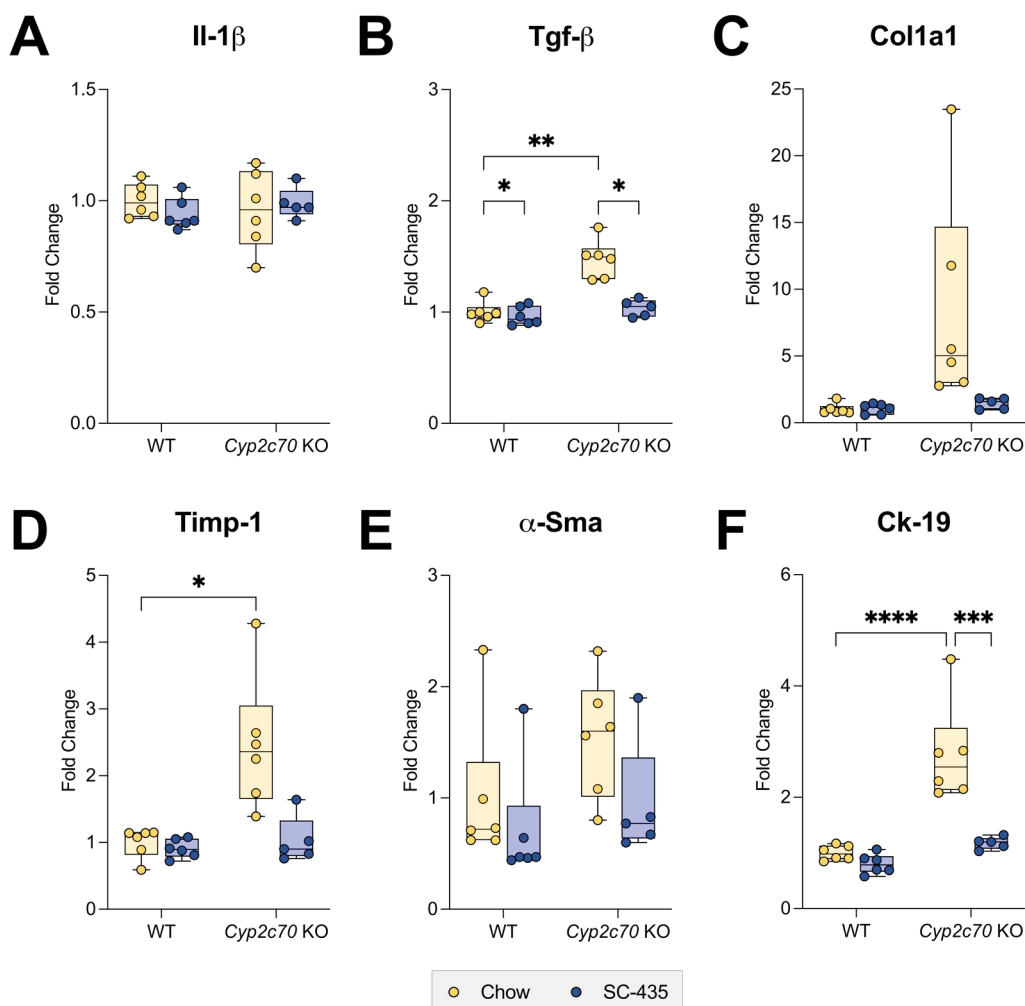 A
Il-1β
Fold Change
1.5
1.0
0.5
0.0
WT
Cyp2c70 KO
B
Tgf-β
Fold Change
3
2
1
0
**
*
*
WT
Cyp2c70 KO
C
Col1a1
Fold Change
25
20
15
10
5
0
WT
Cyp2c70 KO
D
Timp-1
Fold Change
5
4
3
2
1
0
*
WT
Cyp2c70 KO
E
α-Sma
Fold Change
3
2
1
0
WT
Cyp2c70 KO
F
Ck-19
Fold Change
6
4
2
0
****
***
WT
Cyp2c70 KO
Chow SC-435